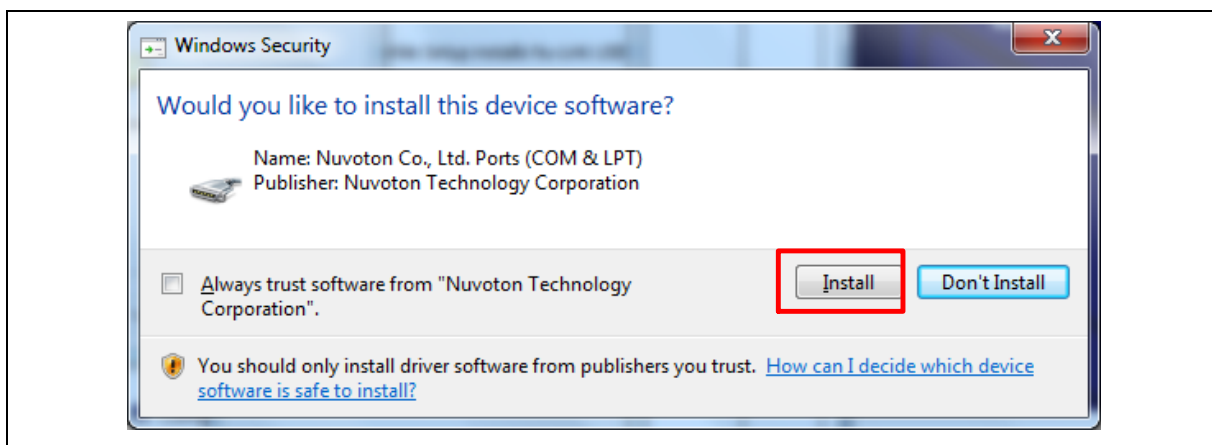 Windows Security
Would you like to install this device software?
Name: Nuvoton Co., Ltd. Ports (COM & LPT)
Publisher: Nuvoton Technology Corporation
Always trust software from "Nuvoton Technology
Corporation".
Install
Don't Install
You should only install driver software from publishers you trust. How can I decide which device
software is safe to install?